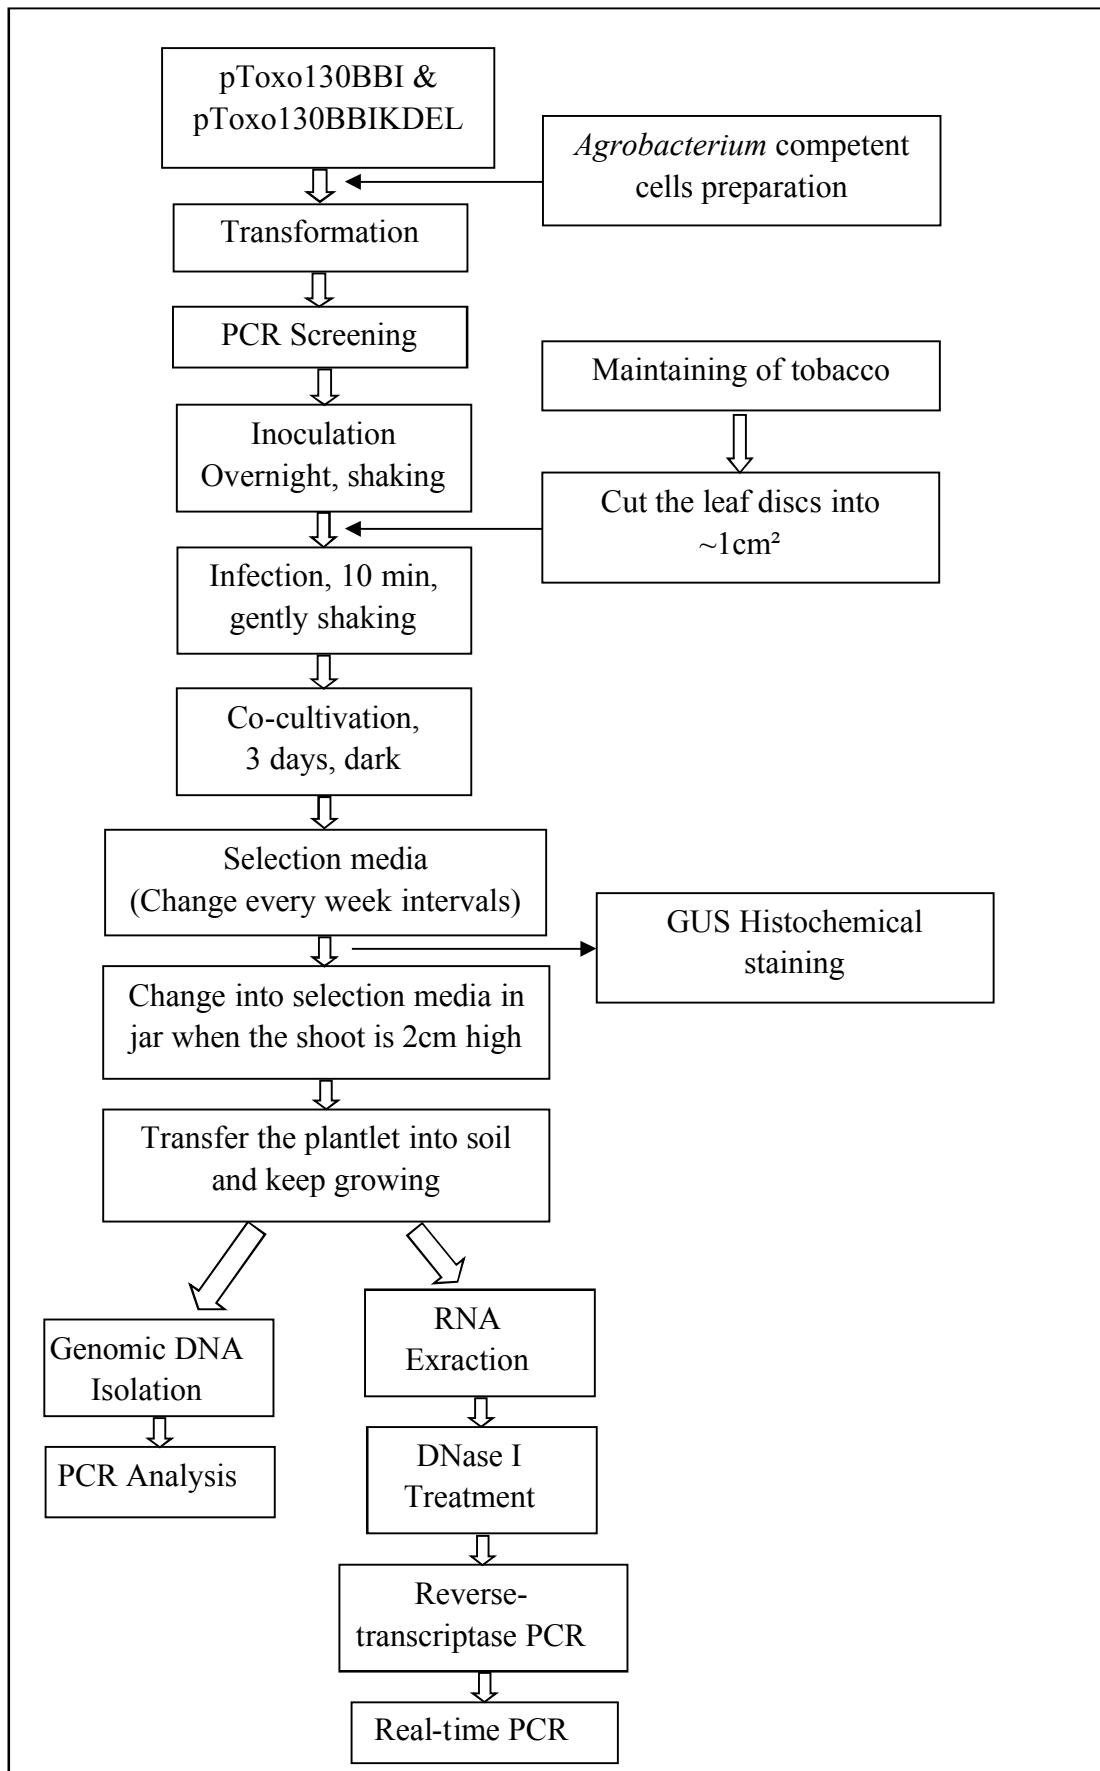 pToxo130BBI &
pToxo130BBIKDEL
Agrobacterium competent
cells preparation
Transformation
PCR Screening
Maintaining of tobacco
Inoculation
Overnight, shaking
Cut the leaf discs into
~1cm²
Infection, 10 min,
gently shaking
Co-cultivation,
3 days, dark
Selection media
(Change every week intervals)
GUS Histochemical
staining
Change into selection media in
jar when the shoot is 2cm high
Transfer the plantlet into soil
and keep growing
Genomic DNA
Isolation
PCR Analysis
RNA
Exraction
DNase I
Treatment
Reverse-
transcriptase PCR
Real-time PCR